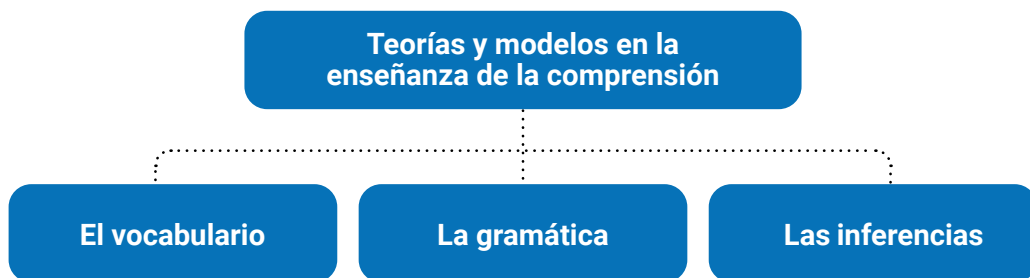 Teorías y modelos en la
enseñanza de la comprensión
El vocabulario
La gramática
Las inferencias